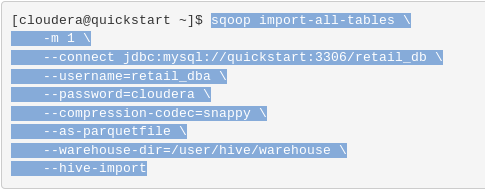 [cloudera@quickstart ~]$ sqoop import-all-tables \
    -m 1 \
    --connect jdbc:mysql://quickstart:3306/retail_db \
    --username=retail_dba \
    --password=cloudera \
    --compression-codec=snappy \
    --as-parquetfile \
    --warehouse-dir=/user/hive/warehouse \
    --hive-import